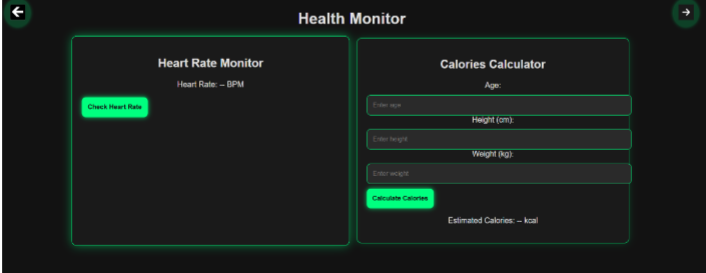 Health Monitor
Heart Rate Monitor
Heart Rate: -- BPM
Check Heart Rate
Calories Calculator
Age:
Enter age
Height (cm):
Enter height
Weight (kg):
Enter weight
Calculate Calories
Estimated Calories: -- kcal